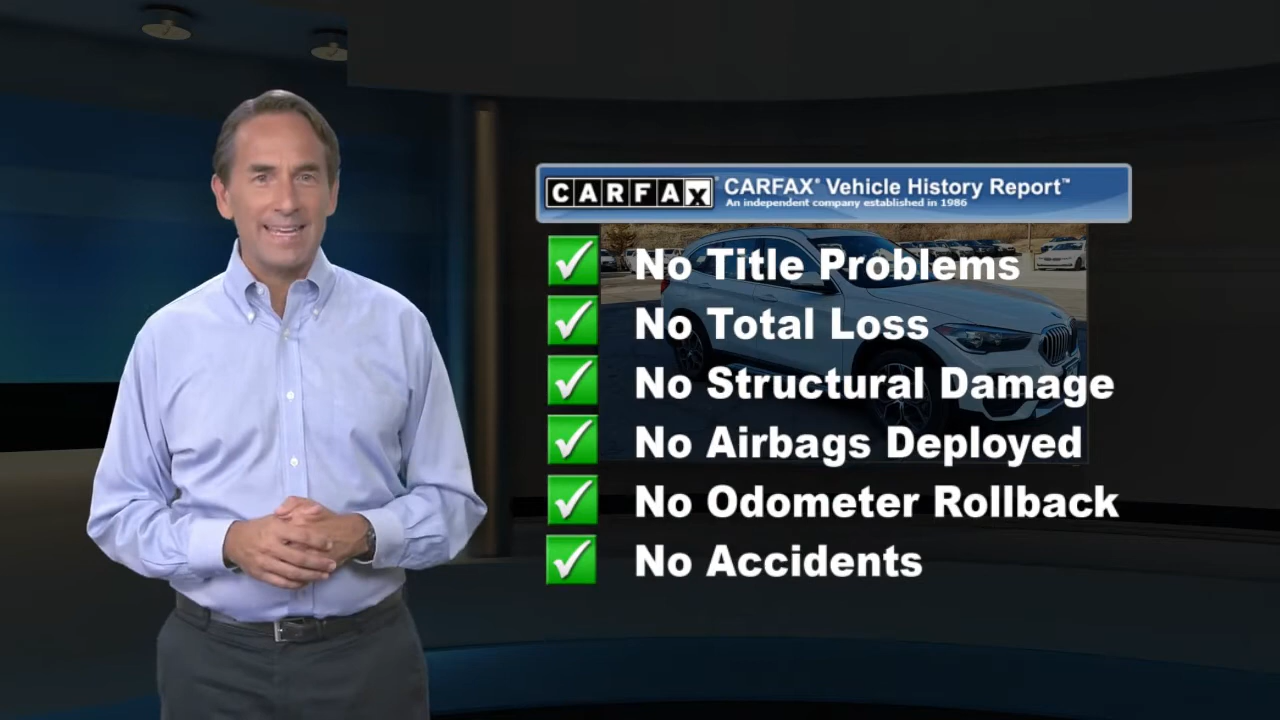 CARFAX® CARFAX® Vehicle History Report™
An independent company established in 1986
No Title Problems
No Total Loss
No Structural Damage
No Airbags Deployed
No Odometer Rollback
No Accidents